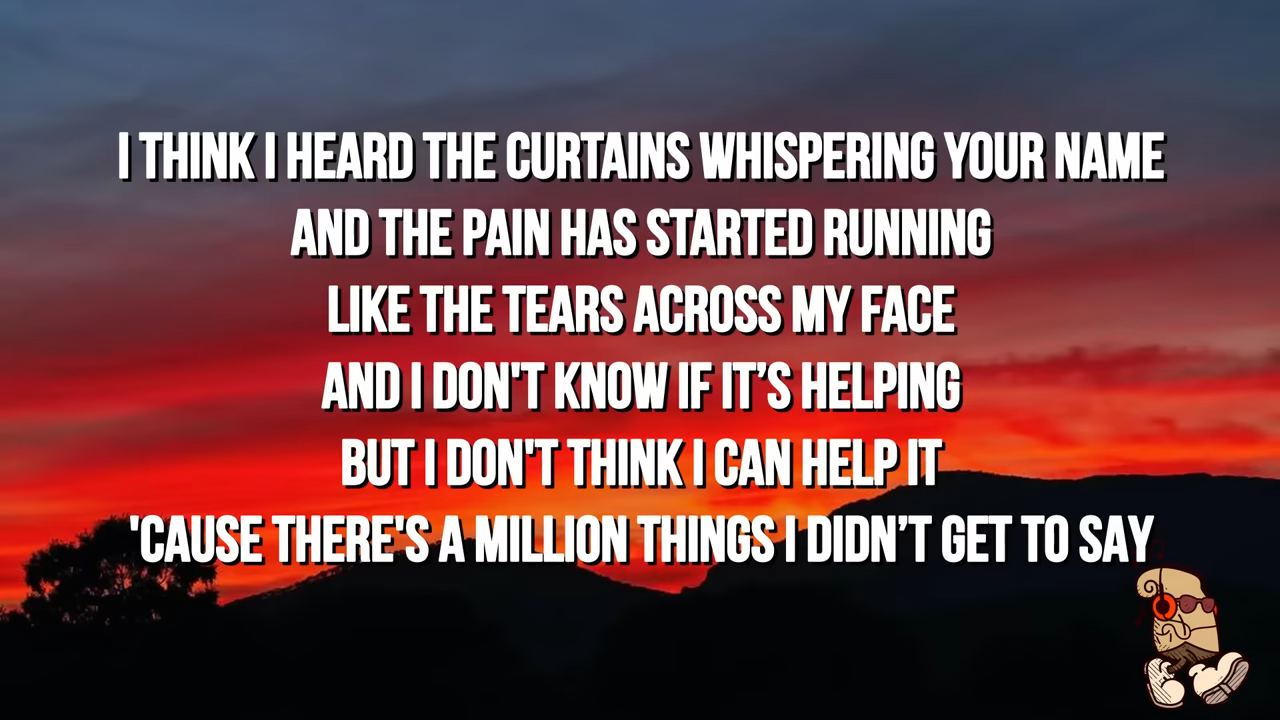 I THINK I HEARD THE CURTAINS WHISPERING YOUR NAME
AND THE PAIN HAS STARTED RUNNING
LIKE THE TEARS ACROSS MY FACE
AND I DON'T KNOW IF IT’S HELPING
BUT I DON'T THINK I CAN HELP IT
'CAUSE THERE'S A MILLION THINGS I DIDN’T GET TO SAY